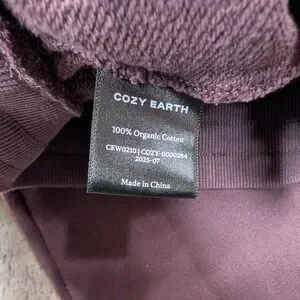 COZY EARTH
100% Organic Cotton
CEW0210 | COZY-0000284
2025-07
Made in China